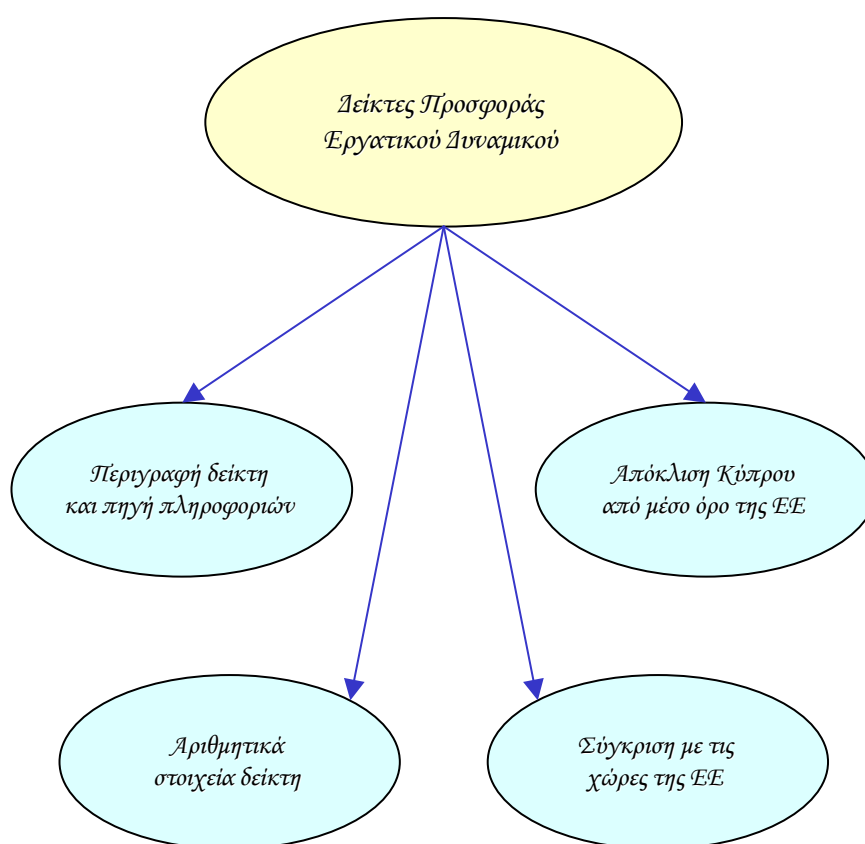 Δείκτες Προσφοράς
Εργατικού Δυναμικού
Περιγραφή δείκτη
και πηγή πληροφοριών
Απόκλιση Κύπρου
από μέσο όρο της ΕΕ
Αριθμητικά
στοιχεία δείκτη
Σύγκριση με τις
χώρες της ΕΕ